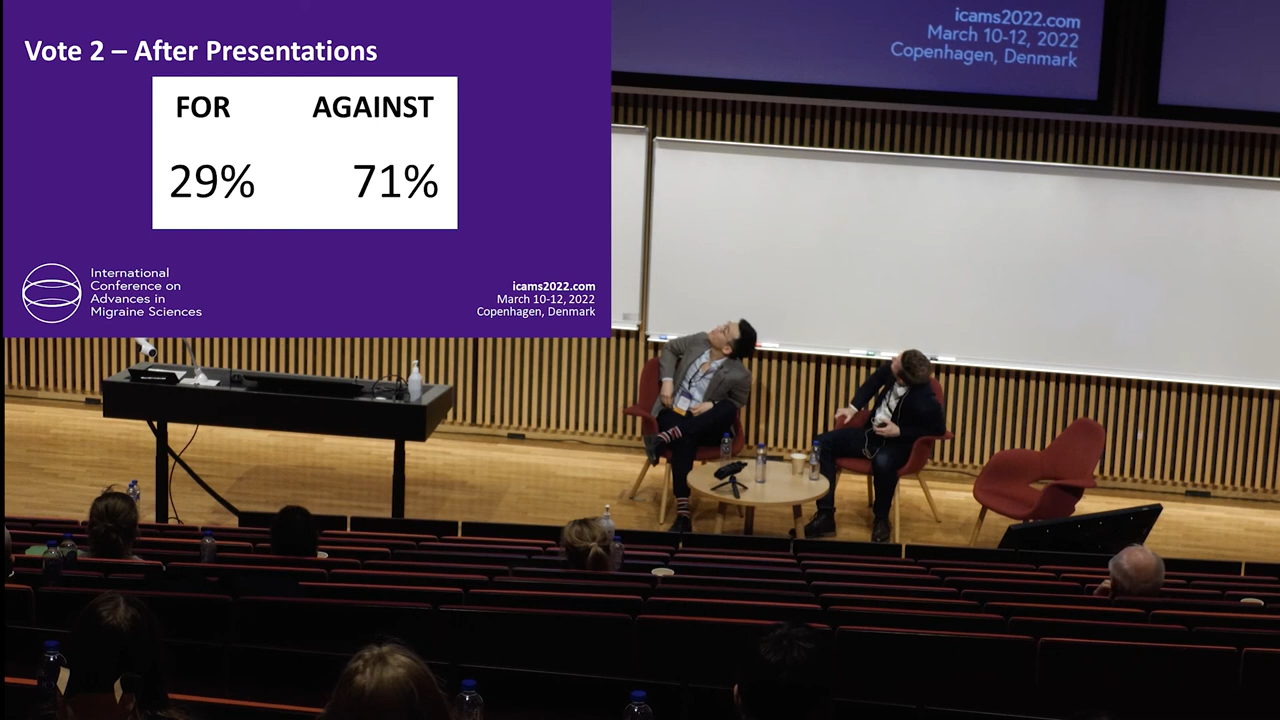 Vote 2 – After Presentations
FOR AGAINST
29% 71%
International
Conference on
Advances in
Migraine Sciences
icams2022.com
March 10-12, 2022
Copenhagen, Denmark
icams2022.com
March 10-12, 2022
Copenhagen, Denmark